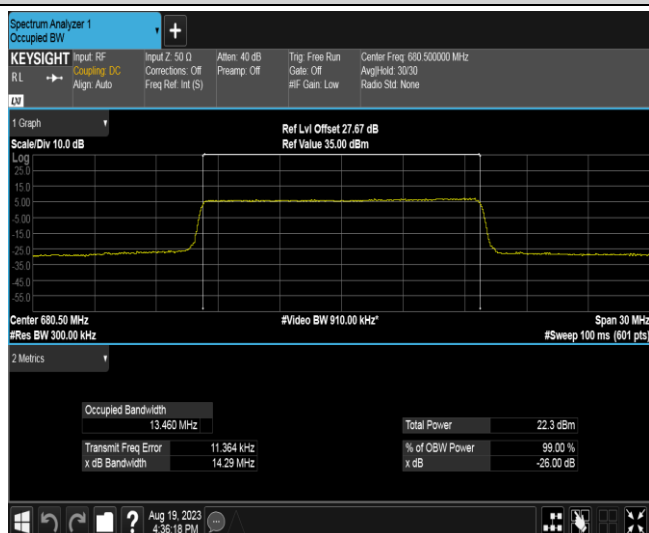 Spectrum Analyzer 1
Occupied BW
KEYSIGHT
RL
LXI
Input: RF
Coupling: DC
Align: Auto
Input Z: 50 Ω
Corrections: Off
Freq Ref: Int (S)
Atten: 40 dB
Preamp: Off
Trig: Free Run
Gate: Off
#IF Gain: Low
Center Freq: 680.500000 MHz
Avg|Hold: 30/30
Radio Std: None
1 Graph
Scale/Div 10.0 dB
Ref Lvl Offset 27.67 dB
Ref Value 35.00 dBm
Log
25.0
15.0
5.00
-5.00
-15.0
-25.0
-35.0
-45.0
-55.0
Center 680.50 MHz
#Res BW 300.00 kHz
#Video BW 910.00 kHz*
Span 30 MHz
#Sweep 100 ms (601 pts)
2 Metrics
Occupied Bandwidth
13.460 MHz
Total Power 22.3 dBm
Transmit Freq Error 11.364 kHz
% of OBW Power 99.00 %
x dB Bandwidth 14.29 MHz
x dB -26.00 dB
?
Aug 19, 2023
4:36:18 PM